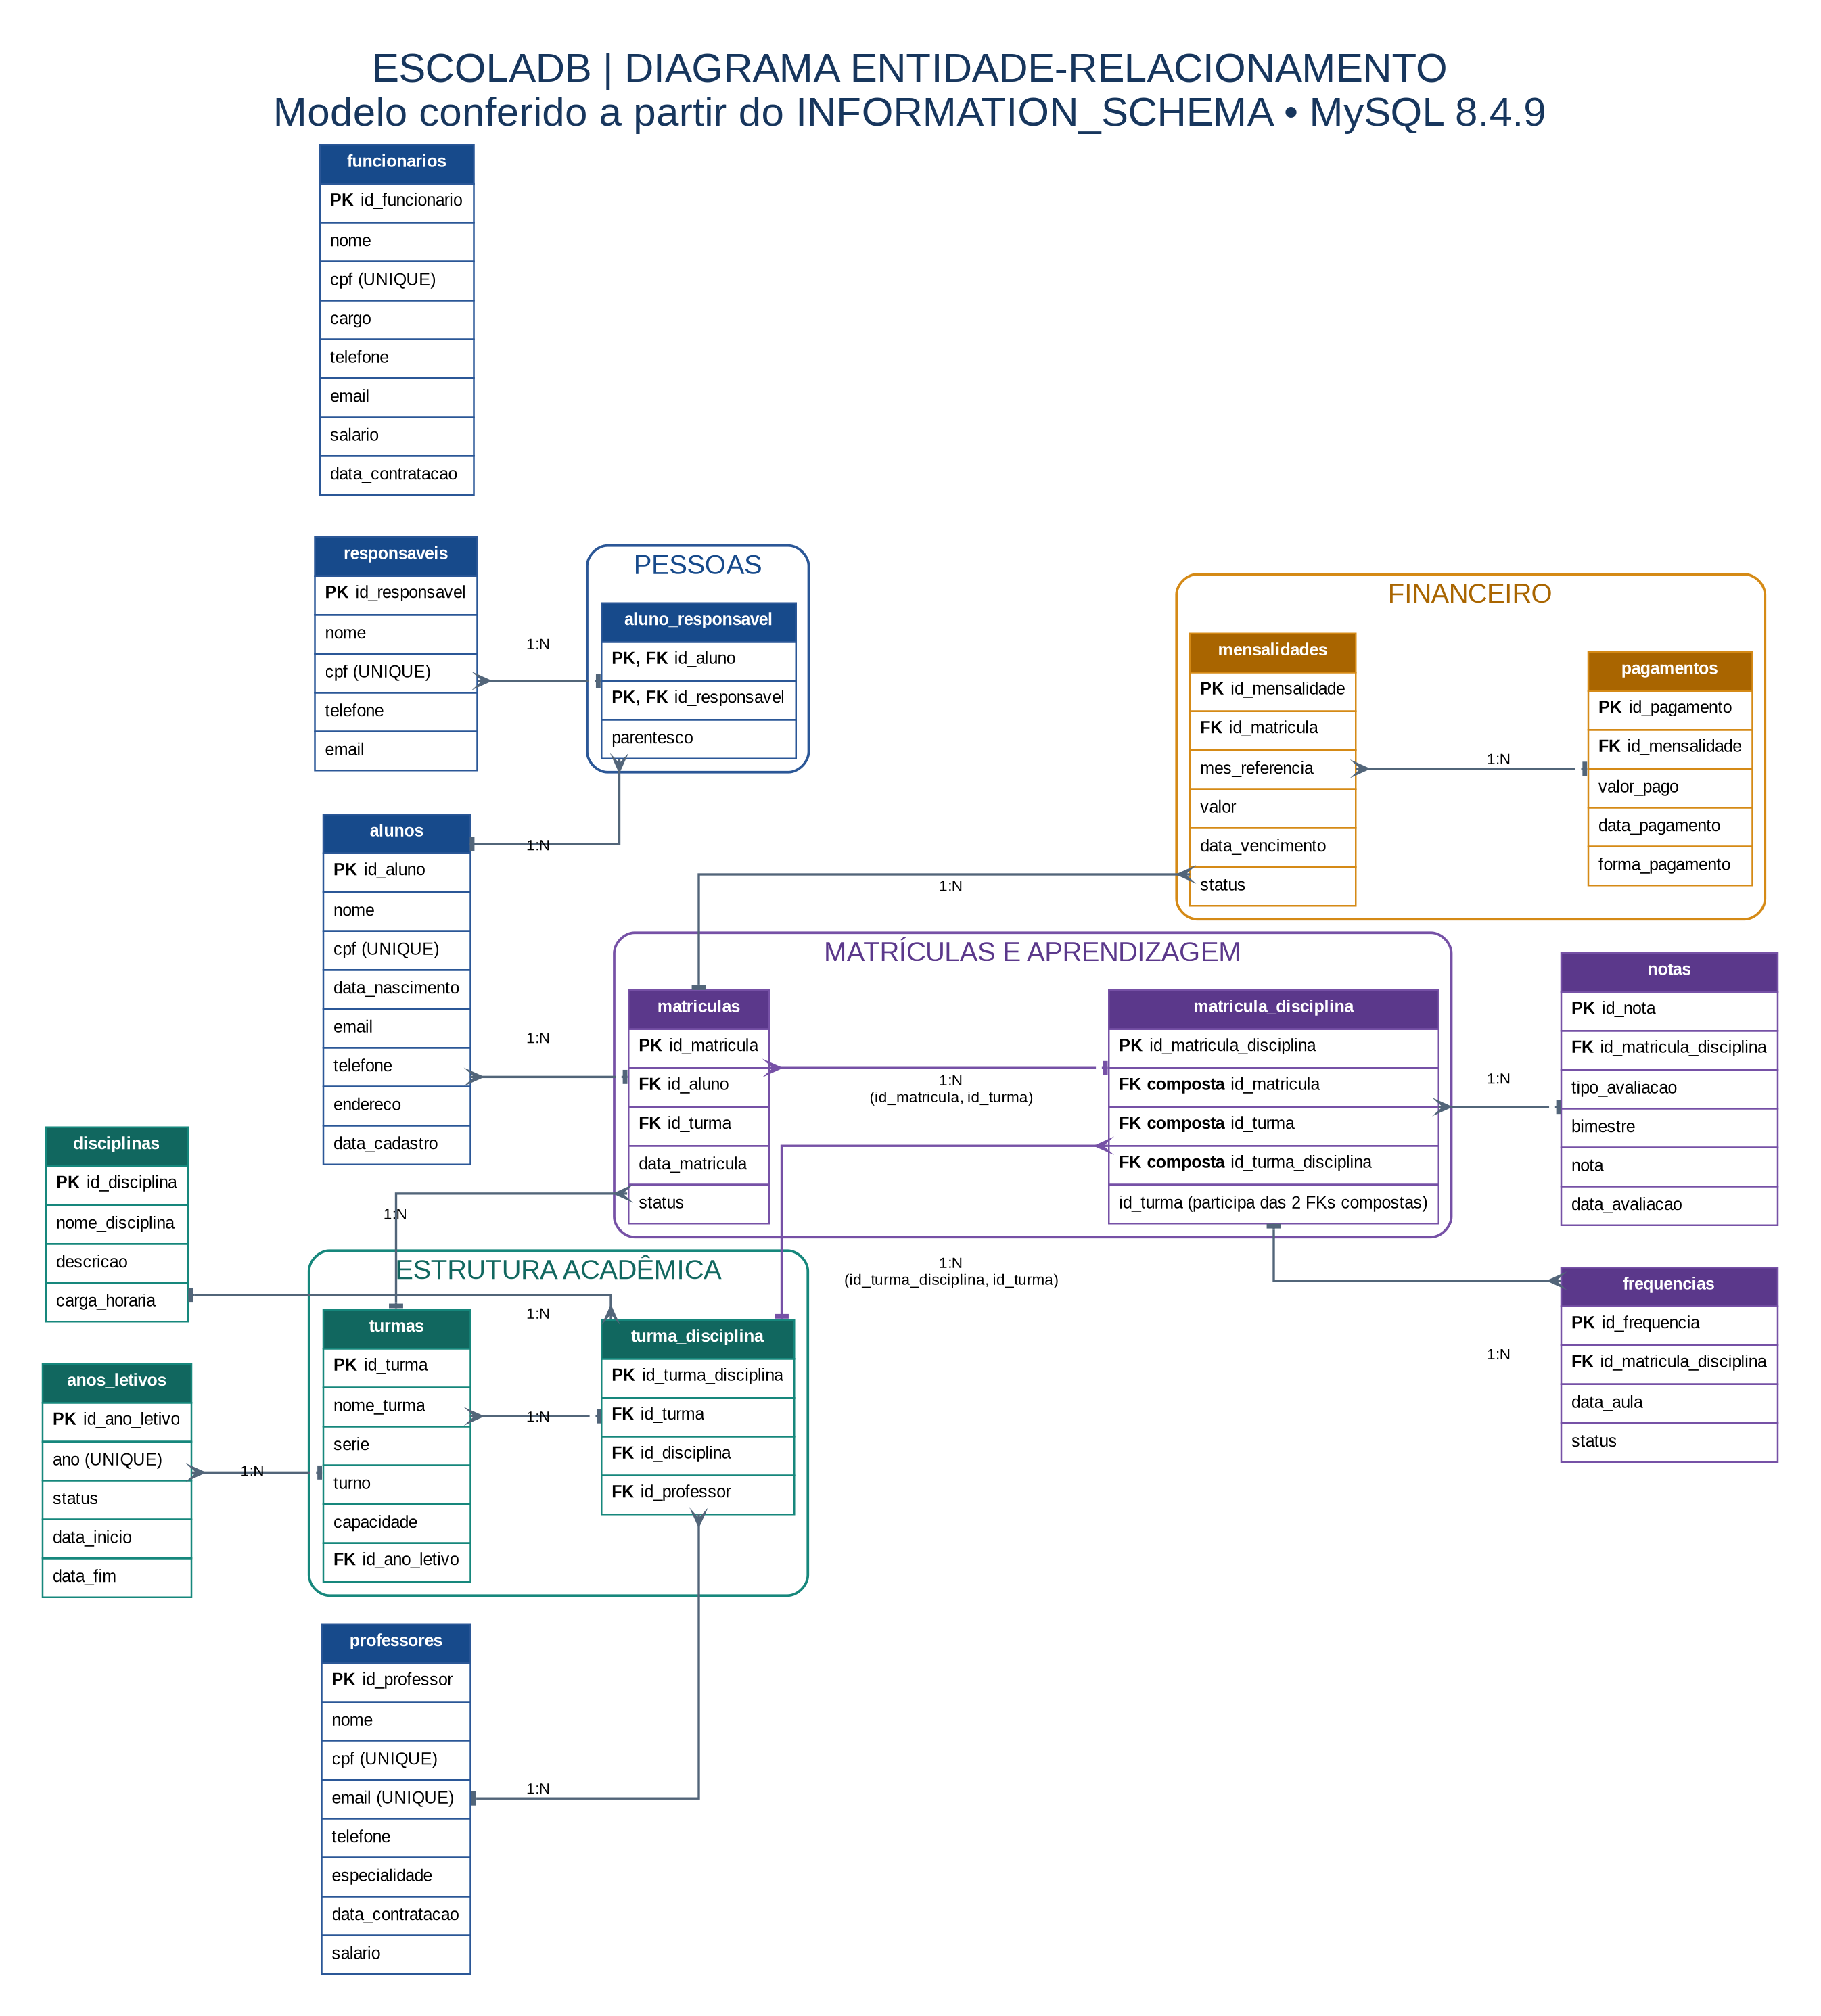 ESCOLADB | DIAGRAMA ENTIDADE-RELACIONAMENTO
Modelo conferido a partir do INFORMATION_SCHEMA • MySQL 8.4.9
funcionarios
PK id_funcionario
nome
cpf (UNIQUE)
cargo
telefone
email
salario
data_contratacao
responsaveis
PK id_responsavel
nome
cpf (UNIQUE)
telefone
email
1:N
PESSOAS
aluno_responsavel
PK, FK id_aluno
PK, FK id_responsavel
parentesco
1:N
FINANCEIRO
mensalidades
PK id_mensalidade
FK id_matricula
mes_referencia
valor
data_vencimento
status
1:N
pagamentos
PK id_pagamento
FK id_mensalidade
valor_pago
data_pagamento
forma_pagamento
1:N
alunos
PK id_aluno
nome
cpf (UNIQUE)
data_nascimento
email
telefone
endereco
data_cadastro
1:N
MATRÍCULAS E APRENDIZAGEM
matriculas
PK id_matricula
FK id_aluno
FK id_turma
data_matricula
status
1:N
(id_matricula, id_turma)
matricula_disciplina
PK id_matricula_disciplina
FK composta id_matricula
FK composta id_turma
FK composta id_turma_disciplina
id_turma (participa das 2 FKs compostas)
1:N
notas
PK id_nota
FK id_matricula_disciplina
tipo_avaliacao
bimestre
nota
data_avaliacao
disciplinas
PK id_disciplina
nome_disciplina
descricao
carga_horaria
1:N
ESTRUTURA ACADÊMICA
1:N
(id_turma_disciplina, id_turma)
1:N
turmas
PK id_turma
nome_turma
serie
turno
capacidade
FK id_ano_letivo
1:N
turma_disciplina
PK id_turma_disciplina
FK id_turma
FK id_disciplina
FK id_professor
frequencias
PK id_frequencia
FK id_matricula_disciplina
data_aula
status
1:N
anos_letivos
PK id_ano_letivo
ano (UNIQUE)
status
data_inicio
data_fim
1:N
professores
PK id_professor
nome
cpf (UNIQUE)
email (UNIQUE)
telefone
especialidade
data_contratacao
salario
1:N